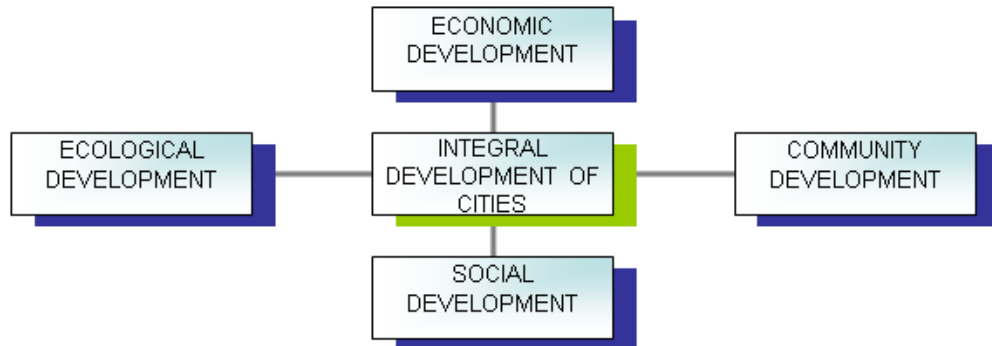 ECONOMIC
DEVELOPMENT
ECOLOGICAL
DEVELOPMENT
INTEGRAL
DEVELOPMENT OF
CITIES
COMMUNITY
DEVELOPMENT
SOCIAL
DEVELOPMENT